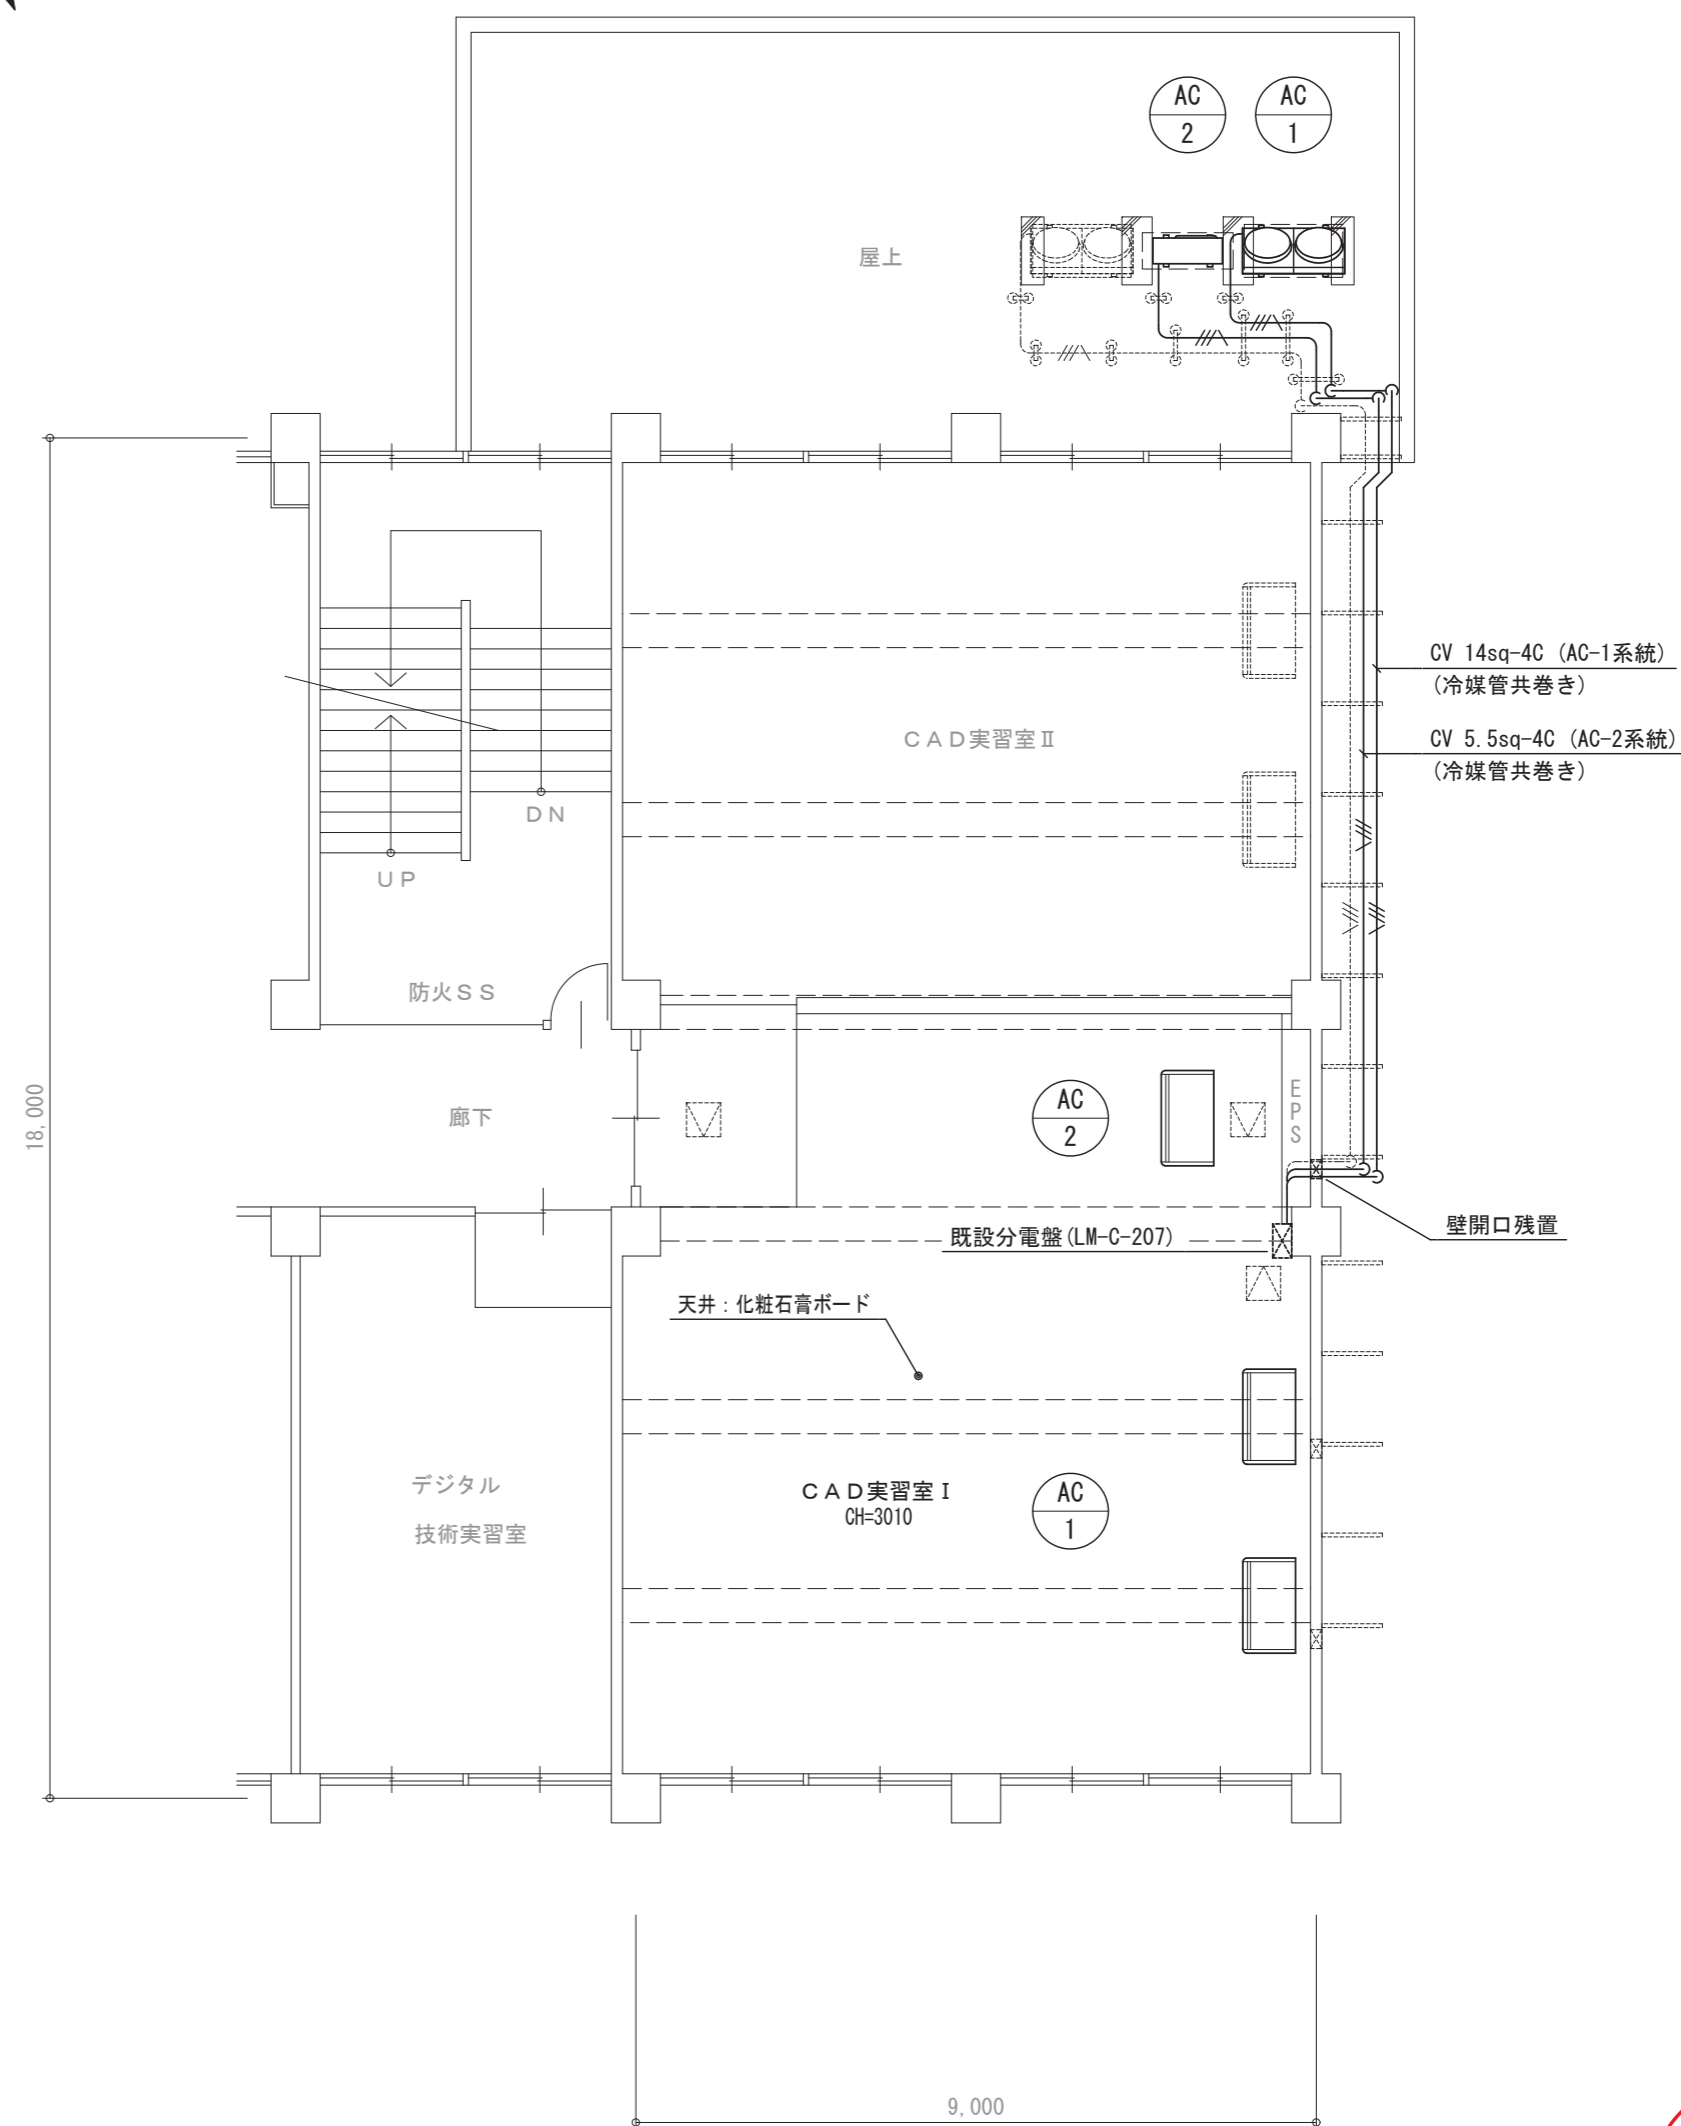 AC
2
AC
1
屋上
CV 14sq-4C (AC-1系統)
(冷媒管共巻き)
CAD実習室Ⅱ
CV 5.5sq-4C (AC-2系統)
(冷媒管共巻き)
DN
UP
防火SS
18,000
廊下
AC
2
EPS
既設分電盤(LM-C-207)
壁開口残置
天井：化粧石膏ボード
デジタル
技術実習室
CAD実習室Ⅰ
CH=3010
AC
1
9,000